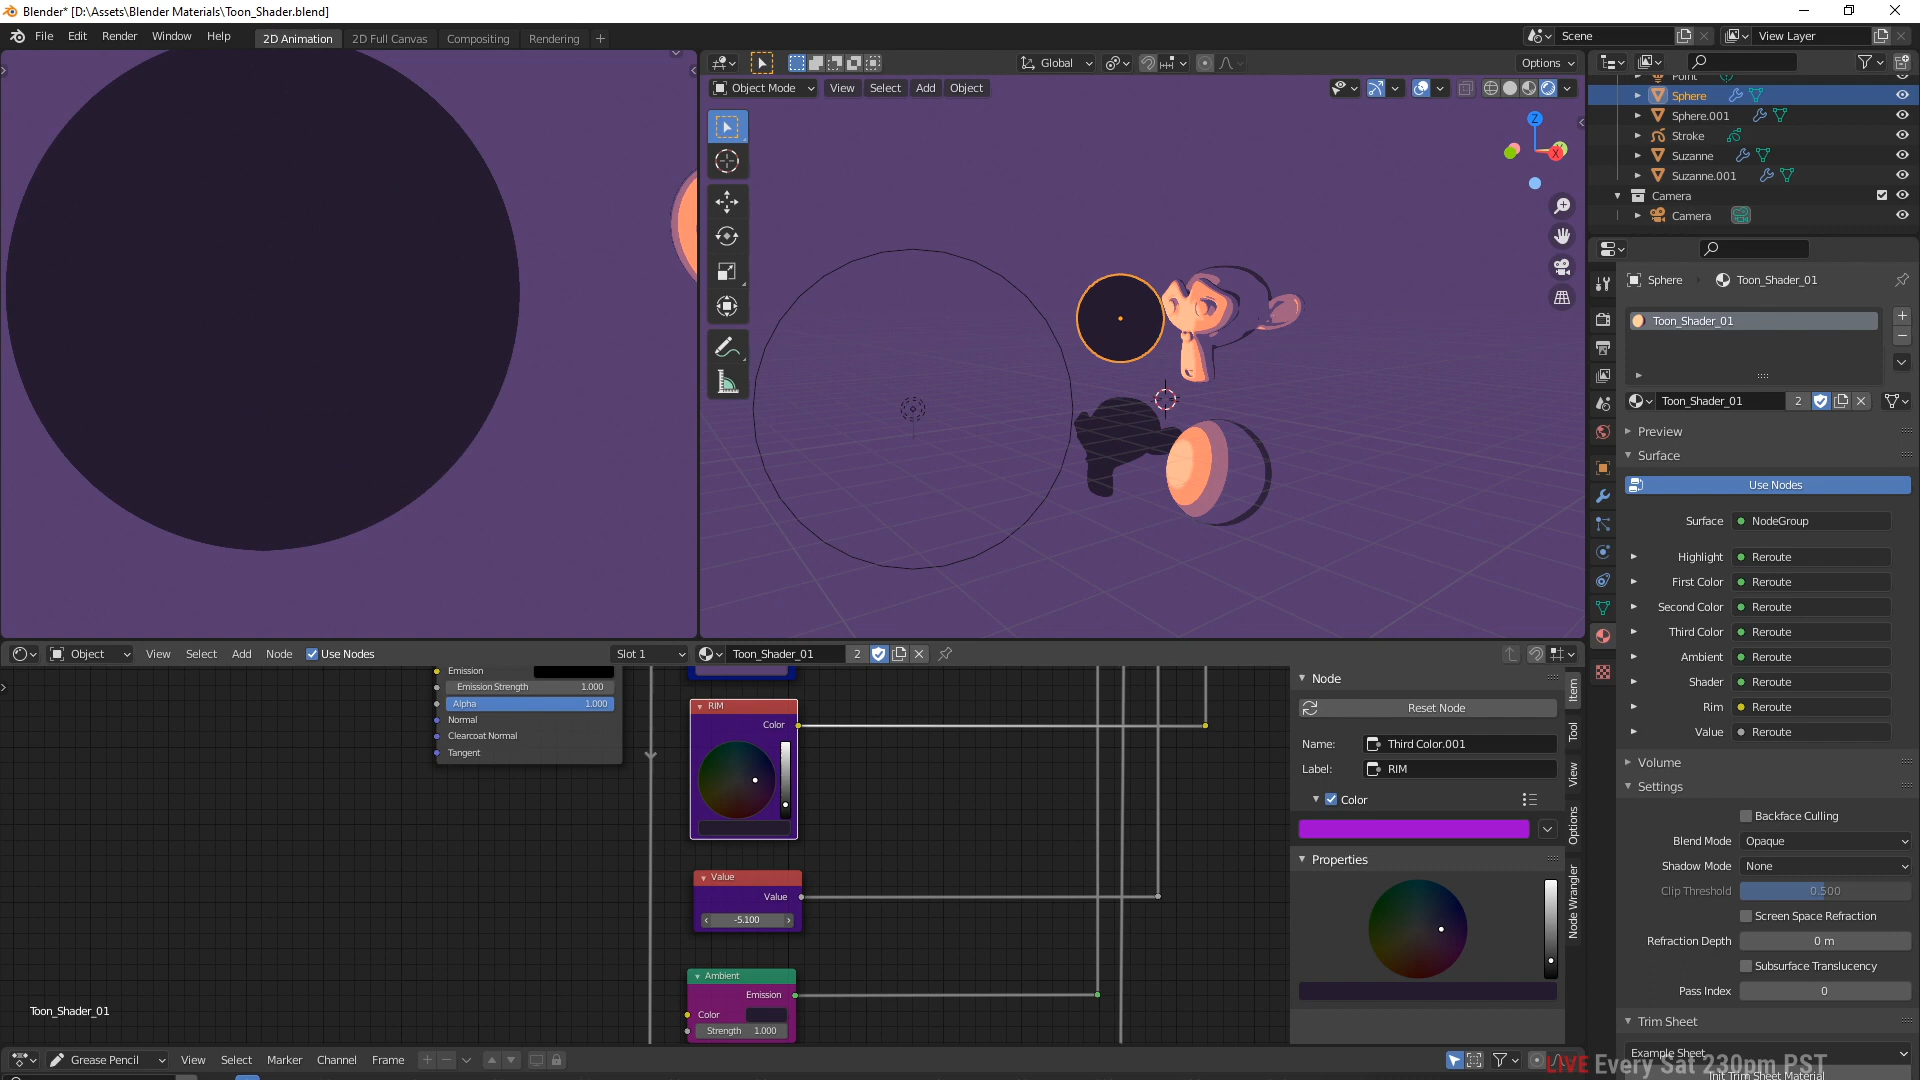 Blender* [D:\Assets\Blender Materials\Toon_Shader.blend]
File Edit Render Window Help 2D Animation 2D Full Canvas Compositing Rendering + Scene View Layer
Global Options
Object Mode View Select Add Object
Z
X
Point
Sphere
Sphere.001
Stroke
Suzanne
Suzanne.001
Camera
Camera
Sphere Toon_Shader_01
Toon_Shader_01
Toon_Shader_01 2
Preview
Surface
Use Nodes
Surface NodeGroup
Highlight Reroute
First Color Reroute
Second Color Reroute
Third Color Reroute
Ambient Reroute
Shader Reroute
Rim Reroute
Value Reroute
Volume
Settings
Backface Culling
Blend Mode Opaque
Shadow Mode None
Clip Threshold 0.500
Screen Space Refraction
Refraction Depth 0 m
Subsurface Translucency
Pass Index 0
Trim Sheet
Example Sheet
Init Trim Sheet Material
Object View Select Add Node Use Nodes Slot 1 Toon_Shader_01 2
Emission
Emission Strength 1.000
Alpha 1.000
Normal
Clearcoat Normal
Tangent
RIM
Color
Value
Value
-5.100
Ambient
Emission
Color
Strength 1.000
Toon_Shader_01
Node
Reset Node
Name: Third Color.001
Label: RIM
Color
Properties
Item
Tool
View
Options
Node Wrangler
Grease Pencil View Select Marker Channel Frame
LIVE Every Sat 230pm PST